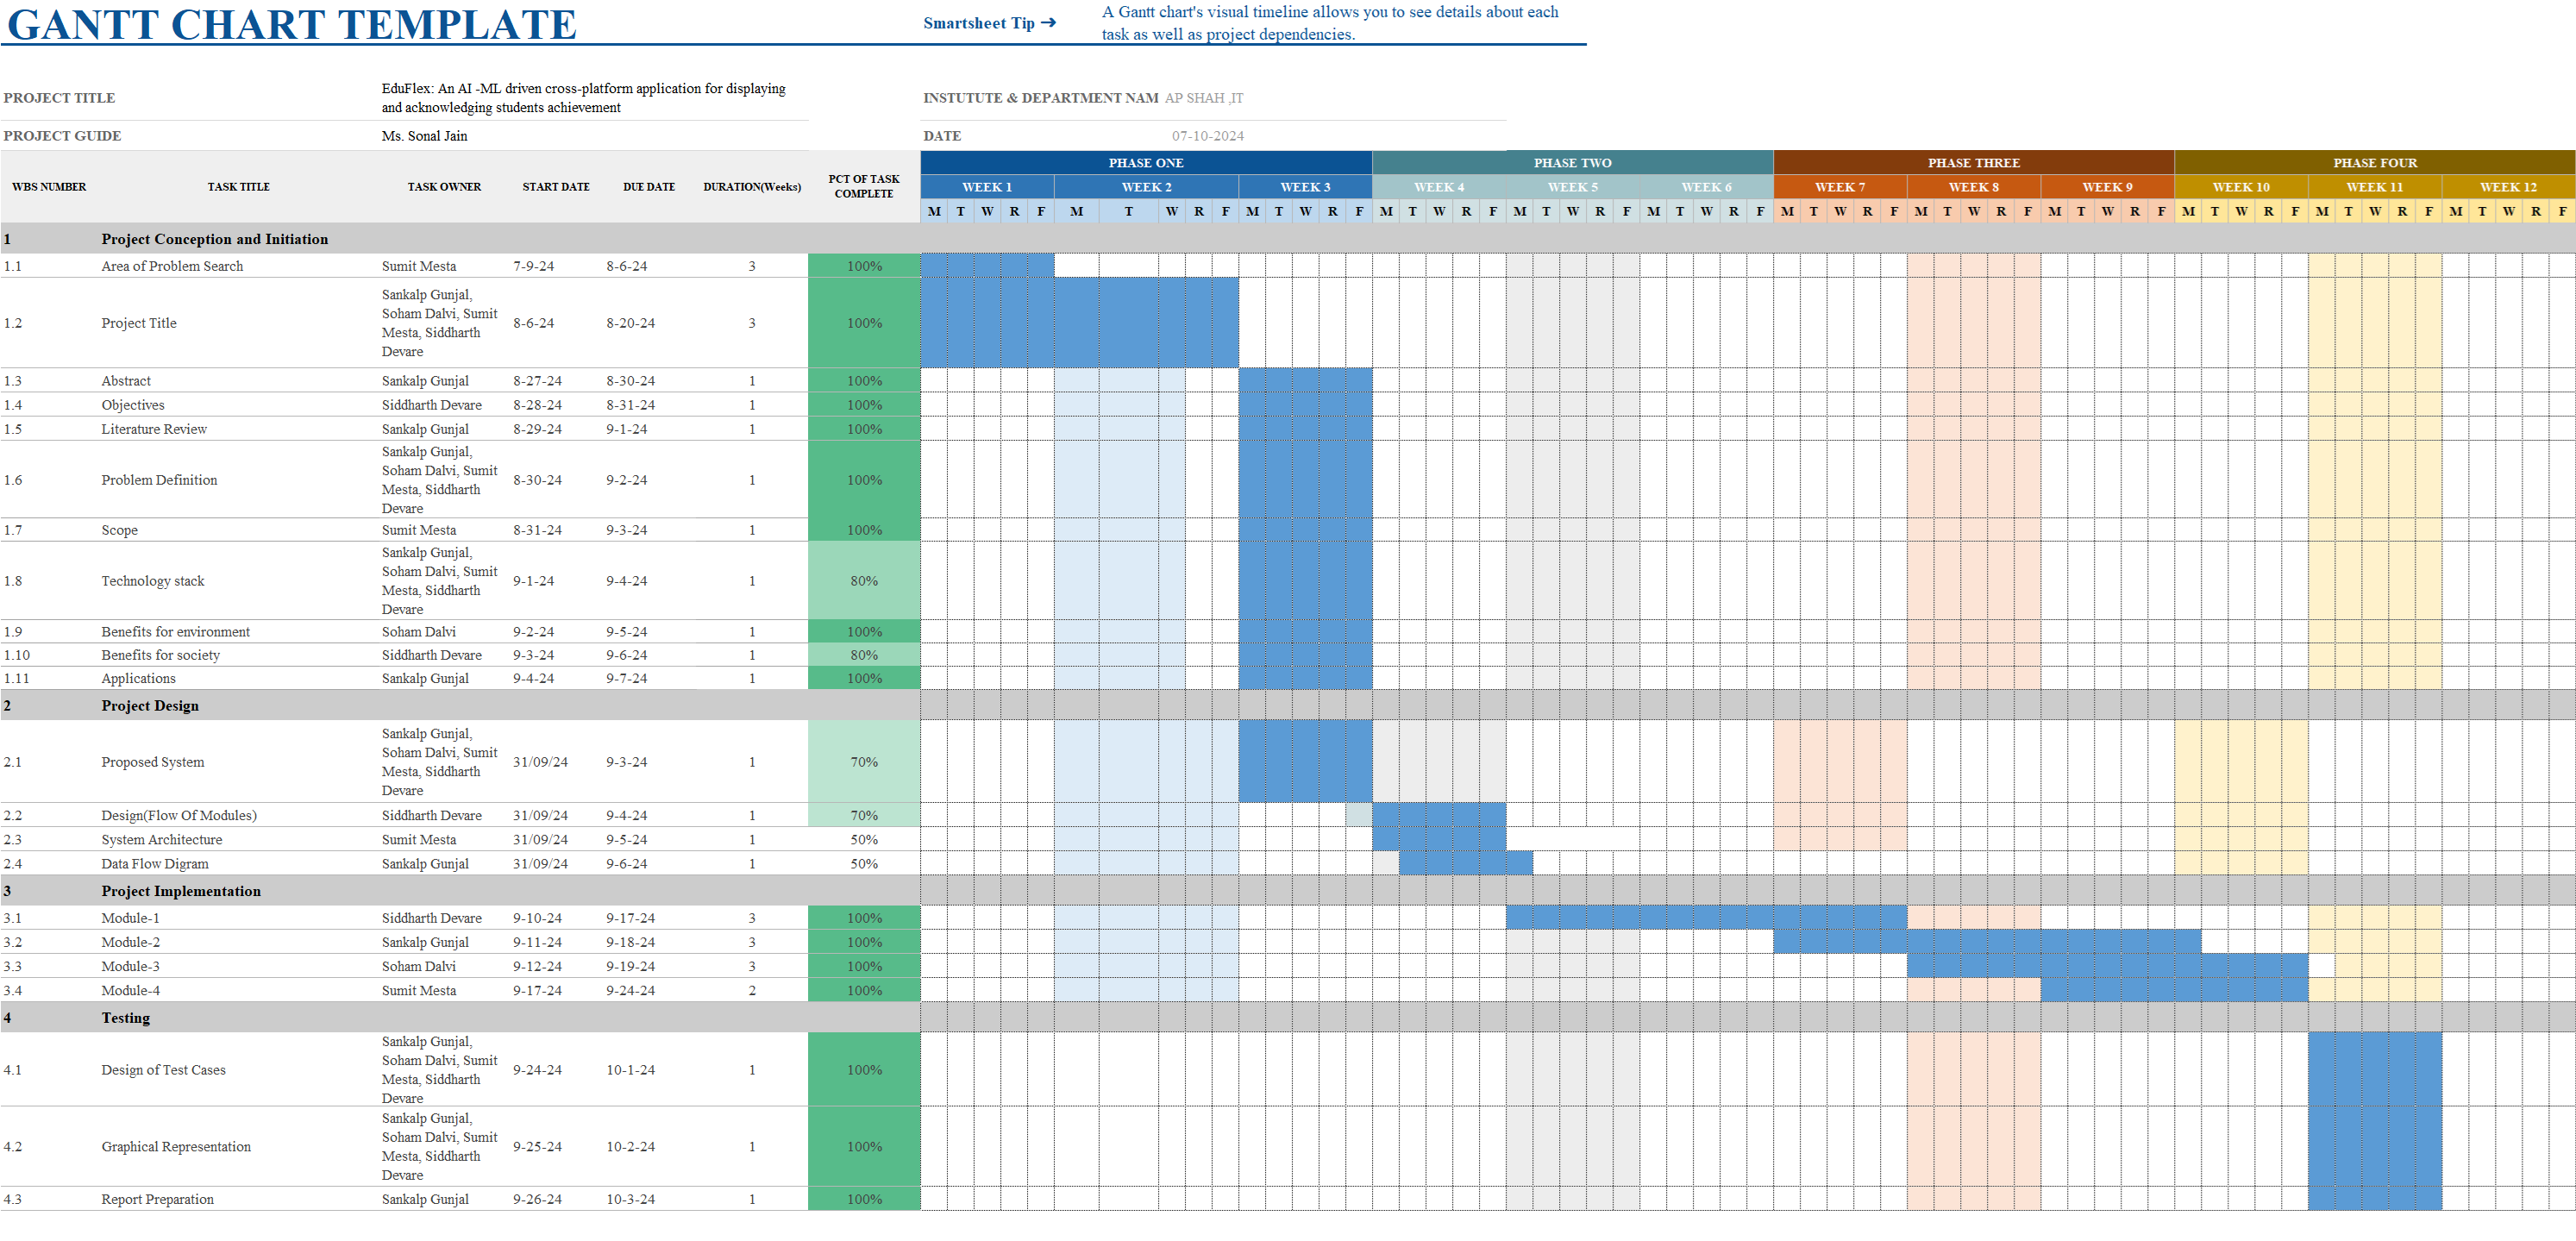 GANTT CHART TEMPLATE
Smartsheet Tip ➜
A Gantt chart's visual timeline allows you to see details about each
task as well as project dependencies.
PROJECT TITLE
EduFlex: An AI -ML driven cross-platform application for displaying
and acknowledging students achievement
INSTUTUTE & DEPARTMENT NAM AP SHAH ,IT
PROJECT GUIDE Ms. Sonal Jain
DATE 07-10-2024
WBS NUMBER TASK TITLE TASK OWNER START DATE DUE DATE DURATION(Weeks) PCT OF TASK
COMPLETE
PHASE ONE PHASE TWO PHASE THREE PHASE FOUR
WEEK 1 WEEK 2 WEEK 3 WEEK 4 WEEK 5 WEEK 6 WEEK 7 WEEK 8 WEEK 9 WEEK 10 WEEK 11 WEEK 12
M T W R F M T W R F M T W R F M T W R F M T W R F M T W R F M T W R F M T W R F M T W R F M T W R F M T W R F M T W R F
1 Project Conception and Initiation
1.1 Area of Problem Search Sumit Mesta 7-9-24 8-6-24 3 100%
1.2 Project Title Sankalp Gunjal,
Soham Dalvi, Sumit
Mesta, Siddharth
Devare
8-6-24 8-20-24 3 100%
1.3 Abstract Sankalp Gunjal 8-27-24 8-30-24 1 100%
1.4 Objectives Siddharth Devare 8-28-24 8-31-24 1 100%
1.5 Literature Review Sankalp Gunjal 8-29-24 9-1-24 1 100%
1.6 Problem Definition Sankalp Gunjal,
Soham Dalvi, Sumit
Mesta, Siddharth
Devare
8-30-24 9-2-24 1 100%
1.7 Scope Sumit Mesta 8-31-24 9-3-24 1 100%
1.8 Technology stack Sankalp Gunjal,
Soham Dalvi, Sumit
Mesta, Siddharth
Devare
9-1-24 9-4-24 1 80%
1.9 Benefits for environment Soham Dalvi 9-2-24 9-5-24 1 100%
1.10 Benefits for society Siddharth Devare 9-3-24 9-6-24 1 80%
1.11 Applications Sankalp Gunjal 9-4-24 9-7-24 1 100%
2 Project Design
2.1 Proposed System Sankalp Gunjal,
Soham Dalvi, Sumit
Mesta, Siddharth
Devare
31/09/24 9-3-24 1 70%
2.2 Design(Flow Of Modules) Siddharth Devare 31/09/24 9-4-24 1 70%
2.3 System Architecture Sumit Mesta 31/09/24 9-5-24 1 50%
2.4 Data Flow Digram Sankalp Gunjal 31/09/24 9-6-24 1 50%
3 Project Implementation
3.1 Module-1 Siddharth Devare 9-10-24 9-17-24 3 100%
3.2 Module-2 Sankalp Gunjal 9-11-24 9-18-24 3 100%
3.3 Module-3 Soham Dalvi 9-12-24 9-19-24 3 100%
3.4 Module-4 Sumit Mesta 9-17-24 9-24-24 2 100%
4 Testing
4.1 Design of Test Cases Sankalp Gunjal,
Soham Dalvi, Sumit
Mesta, Siddharth
Devare
9-24-24 10-1-24 1 100%
4.2 Graphical Representation Sankalp Gunjal,
Soham Dalvi, Sumit
Mesta, Siddharth
Devare
9-25-24 10-2-24 1 100%
4.3 Report Preparation Sankalp Gunjal 9-26-24 10-3-24 1 100%